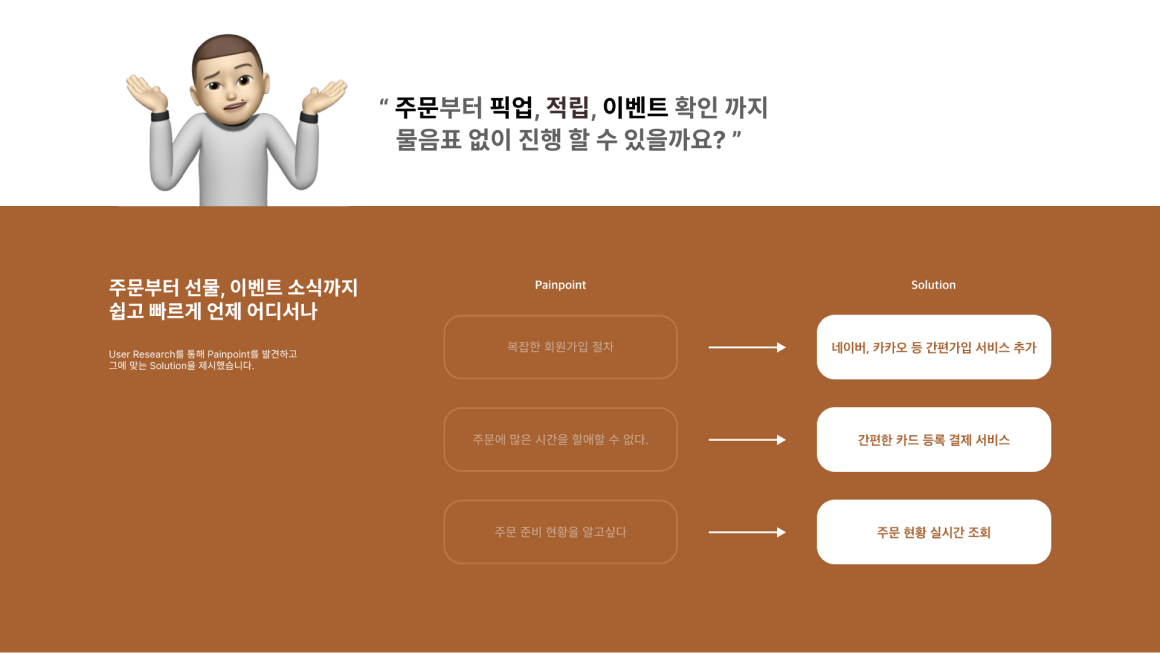 “ 주문부터 픽업, 적립, 이벤트 확인 까지
물음표 없이 진행 할 수 있을까요? ”
주문부터 선물, 이벤트 소식까지
쉽고 빠르게 언제 어디서나
User Research를 통해 Painpoint를 발견하고
그에 맞는 Solution을 제시했습니다.
Painpoint
Solution
복잡한 회원가입 절차
네이버, 카카오 등 간편가입 서비스 추가
주문에 많은 시간을 할애할 수 없다.
간편한 카드 등록 결제 서비스
주문 준비 현황을 알고싶다
주문 현황 실시간 조회